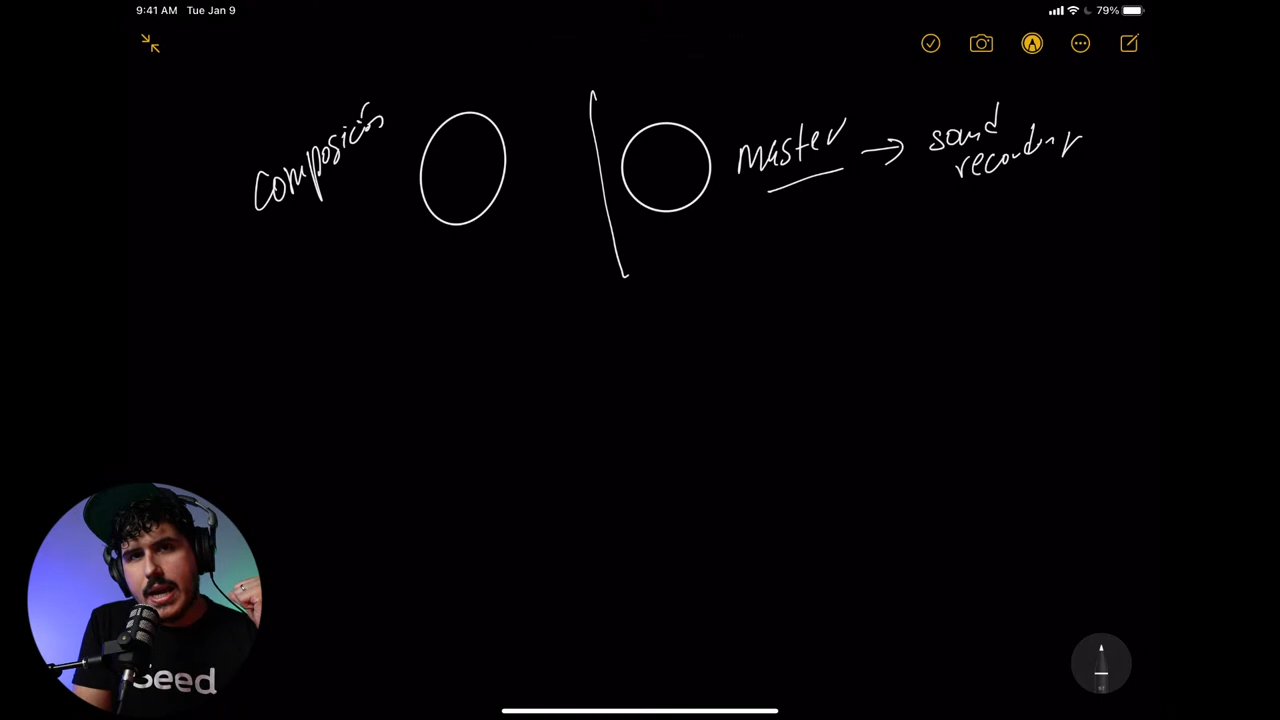 9:41 AM Tue Jan 9
79%
composición
master → sound
recording
Seed